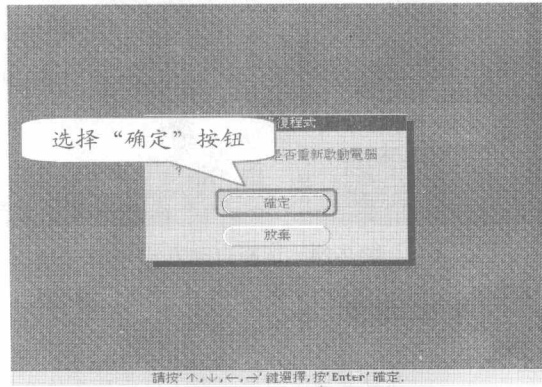 选择“确定”按钮
復程式
是否重新啟動電腦
確定
放棄
請按'↑,↓,←,→'鍵選擇,按'Enter'確定.